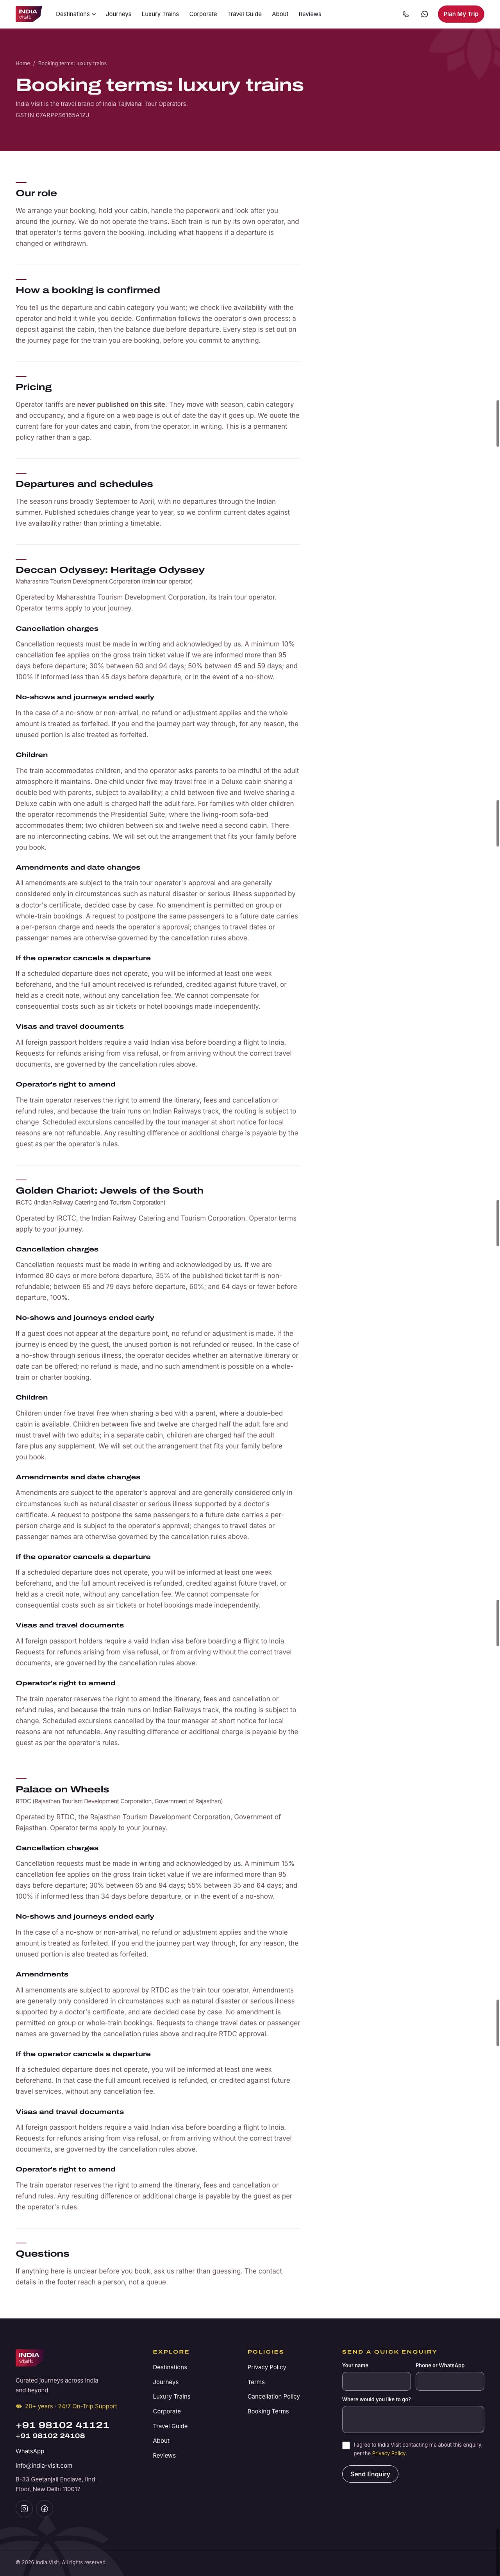 INDIA
visit
Destinations
Journeys
Luxury Trains
Corporate
Travel Guide
About
Reviews
Plan My Trip
Home / Booking terms: luxury trains
Booking terms: luxury trains
India Visit is the travel brand of India TajMahal Tour Operators.
GSTIN 07ARPPS6165A1ZJ
Our role
We arrange your booking, hold your cabin, handle the paperwork and look after you
around the journey. We do not operate the trains. Each train is run by its own operator, and
that operator's terms govern the booking, including what happens if a departure is
changed or withdrawn.
How a booking is confirmed
You tell us the departure and cabin category you want; we check live availability with the
operator and hold it while you decide. Confirmation follows the operator's own process: a
deposit against the cabin, then the balance due before departure. Every step is set out on
the journey page for the train you are booking, before you commit to anything.
Pricing
Operator tariffs are never published on this site. They move with season, cabin category
and occupancy, and a figure on a web page is out of date the day it goes up. We quote the
current fare for your dates and cabin, from the operator, in writing. This is a permanent
policy rather than a gap.
Departures and schedules
The season runs broadly September to April, with no departures through the Indian
summer. Published schedules change year to year, so we confirm current dates against
live availability rather than printing a timetable.
Deccan Odyssey: Heritage Odyssey
Maharashtra Tourism Development Corporation (train tour operator)
Operated by Maharashtra Tourism Development Corporation, its train tour operator.
Operator terms apply to your journey.
Cancellation charges
Cancellation requests must be made in writing and acknowledged by us. A minimum 10%
cancellation fee applies on the gross train ticket value if we are informed more than 95
days before departure; 30% between 60 and 94 days; 50% between 45 and 59 days; and
100% if informed less than 45 days before departure, or in the event of a no-show.
No-shows and journeys ended early
In the case of a no-show or non-arrival, no refund or adjustment applies and the whole
amount is treated as forfeited. If you end the journey part way through, for any reason, the
unused portion is also treated as forfeited.
Children
The train accommodates children, and the operator asks parents to be mindful of the adult
atmosphere it maintains. One child under five may travel free in a Deluxe cabin sharing a
double bed with parents, subject to availability; a child between five and twelve sharing a
Deluxe cabin with one adult is charged half the adult fare. For families with older children
the operator recommends the Presidential Suite, where the living-room sofa-bed
accommodates them; two children between six and twelve need a second cabin. There
are no interconnecting cabins. We will set out the arrangement that fits your family before
you book.
Amendments and date changes
All amendments are subject to the train tour operator's approval and are generally
considered only in circumstances such as natural disaster or serious illness supported by
a doctor's certificate, decided case by case. No amendment is permitted on group or
whole-train bookings. A request to postpone the same passengers to a future date carries
a per-person charge and needs the operator's approval; changes to travel dates or
passenger names are otherwise governed by the cancellation rules above.
If the operator cancels a departure
If a scheduled departure does not operate, you will be informed at least one week
beforehand, and the full amount received is refunded, credited against future travel, or
held as a credit note, without any cancellation fee. We cannot compensate for
consequential costs such as air tickets or hotel bookings made independently.
Visas and travel documents
All foreign passport holders require a valid Indian visa before boarding a flight to India.
Requests for refunds arising from visa refusal, or from arriving without the correct travel
documents, are governed by the cancellation rules above.
Operator's right to amend
The train operator reserves the right to amend the itinerary, fees and cancellation or
refund rules, and because the train runs on Indian Railways track, the routing is subject to
change. Scheduled excursions cancelled by the tour manager at short notice for local
reasons are not refundable. Any resulting difference or additional charge is payable by the
guest as per the operator's rules.
Golden Chariot: Jewels of the South
IRCTC (Indian Railway Catering and Tourism Corporation)
Operated by IRCTC, the Indian Railway Catering and Tourism Corporation. Operator terms
apply to your journey.
Cancellation charges
Cancellation requests must be made in writing and acknowledged by us. If we are
informed 80 days or more before departure, 35% of the published ticket tariff is non-
refundable; between 65 and 79 days before departure, 60%; and 64 days or fewer before
departure, 100%.
No-shows and journeys ended early
If a guest does not appear at the departure point, no refund or adjustment is made. If the
journey is ended by the guest, the unused portion is not refunded or reused. In the case of
a no-show through serious illness, the operator decides whether an alternative itinerary or
date can be offered; no refund is made, and no such amendment is possible on a whole-
train or charter booking.
Children
Children under five travel free when sharing a bed with a parent, where a double-bed
cabin is available. Children between five and twelve are charged half the adult fare and
must travel with two adults; in a separate cabin, children are charged half the adult
fare plus any supplement. We will set out the arrangement that fits your family before
you book.
Amendments and date changes
Amendments are subject to the operator's approval and are generally considered only in
circumstances such as natural disaster or serious illness supported by a doctor's
certificate. A request to postpone the same passengers to a future date carries a per-
person charge and is subject to the operator's approval; changes to travel dates or
passenger names are otherwise governed by the cancellation rules above.
If the operator cancels a departure
If a scheduled departure does not operate, you will be informed at least one week
beforehand, and the full amount received is refunded, credited against future travel, or
held as a credit note, without any cancellation fee. We cannot compensate for
consequential costs such as air tickets or hotel bookings made independently.
Visas and travel documents
All foreign passport holders require a valid Indian visa before boarding a flight to India.
Requests for refunds arising from visa refusal, or from arriving without the correct travel
documents, are governed by the cancellation rules above.
Operator's right to amend
The train operator reserves the right to amend the itinerary, fees and cancellation or
refund rules, and because the train runs on Indian Railways track, the routing is subject to
change. Scheduled excursions cancelled by the tour manager at short notice for local
reasons are not refundable. Any resulting difference or additional charge is payable by the
guest as per the operator's rules.
Palace on Wheels
RTDC (Rajasthan Tourism Development Corporation, Government of Rajasthan)
Operated by RTDC, the Rajasthan Tourism Development Corporation, Government of
Rajasthan. Operator terms apply to your journey.
Cancellation charges
Cancellation requests must be made in writing and acknowledged by us. A minimum 15%
cancellation fee applies on the gross train ticket value if we are informed more than 95
days before departure; 30% between 65 and 94 days; 55% between 35 and 64 days; and
100% if informed less than 34 days before departure, or in the event of a no-show.
No-shows and journeys ended early
In the case of a no-show or non-arrival, no refund or adjustment applies and the whole
amount is treated as forfeited. If you end the journey part way through, for any reason, the
unused portion is also treated as forfeited.
Amendments
All amendments are subject to approval by RTDC as the train tour operator. Amendments
are generally only considered in circumstances such as natural disaster or serious illness
supported by a doctor's certificate, and are decided case by case. No amendment is
permitted on group or whole-train bookings. Requests to change travel dates or passenger
names are governed by the cancellation rules above and require RTDC approval.
If the operator cancels a departure
If a scheduled departure does not operate, you will be informed at least one week
beforehand. In that case the full amount received is refunded, or credited against future
travel services, without any cancellation fee.
Visas and travel documents
All foreign passport holders require a valid Indian visa before boarding a flight to India.
Requests for refunds arising from visa refusal, or from arriving without the correct travel
documents, are governed by the cancellation rules above.
Operator's right to amend
The train operator reserves the right to amend the itinerary, fees and cancellation or
refund rules. Any resulting difference or additional charge is payable by the guest as per
the operator's rules.
Questions
If anything here is unclear before you book, ask us rather than guessing. The contact
details in the footer reach a person, not a queue.
INDIA
visit
Curated journeys across India
and beyond
20+ years · 24/7 On-Trip Support
+91 98102 41121
+91 98102 24108
WhatsApp
info@india-visit.com
B-33 Geetanjali Enclave, IInd
Floor, New Delhi 110017
EXPLORE
Destinations
Journeys
Luxury Trains
Corporate
Travel Guide
About
Reviews
POLICIES
Privacy Policy
Terms
Cancellation Policy
Booking Terms
SEND A QUICK ENQUIRY
Your name
Phone or WhatsApp
Where would you like to go?
I agree to India Visit contacting me about this enquiry,
per the Privacy Policy.
Send Enquiry
© 2026 India Visit. All rights reserved.